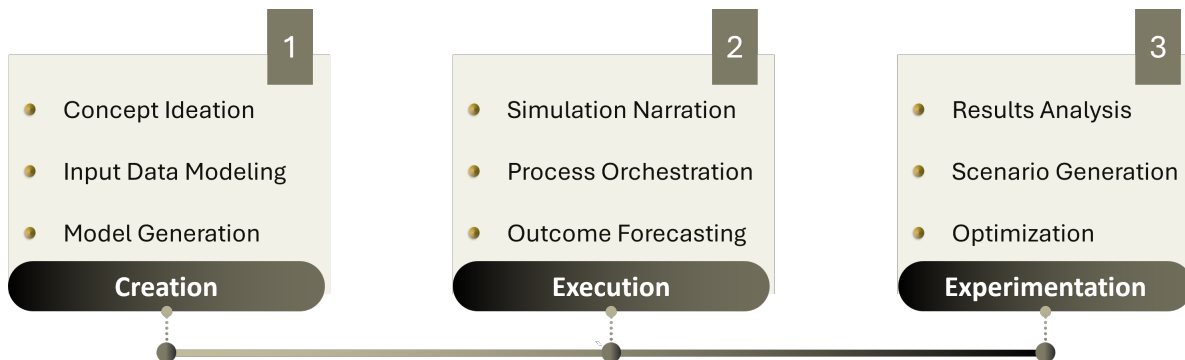 1
Concept Ideation
Input Data Modeling
Model Generation
Creation
2
Simulation Narration
Process Orchestration
Outcome Forecasting
Execution
3
Results Analysis
Scenario Generation
Optimization
Experimentation